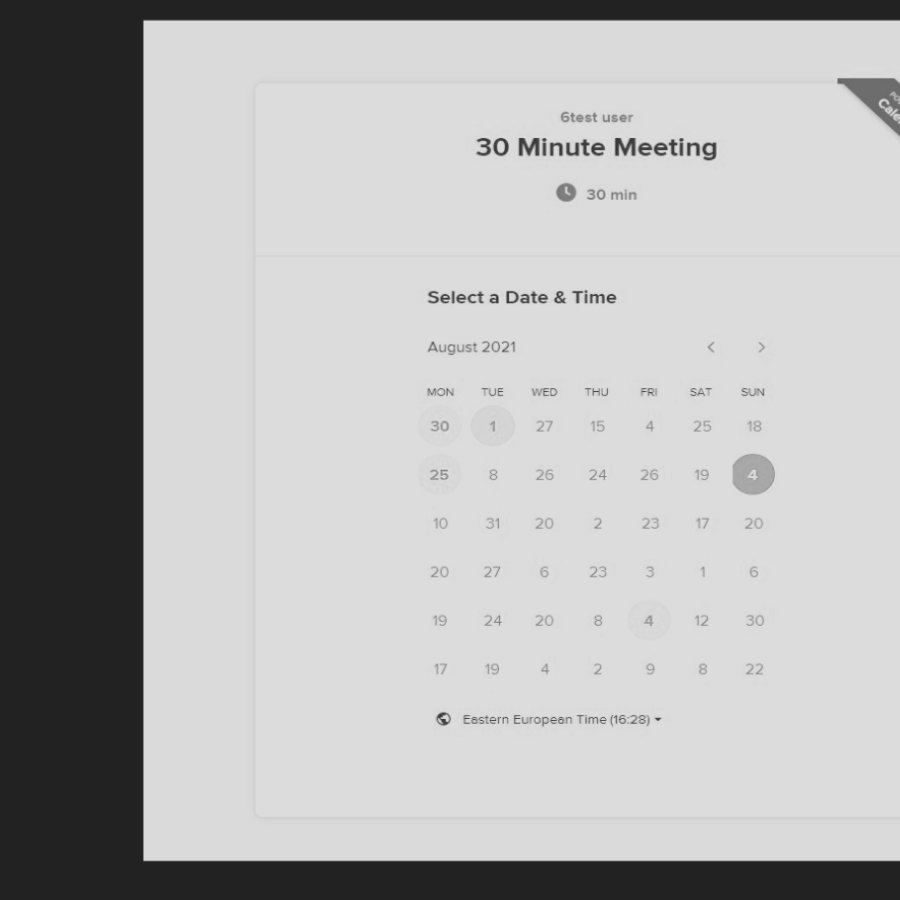 6test user
30 Minute Meeting
30 min
Select a Date & Time
August 2021
MON TUE WED THU FRI SAT SUN
30 1 27 15 4 25 18
25 8 26 24 26 19 4
10 31 20 2 23 17 20
20 27 6 23 3 1 6
19 24 20 8 4 12 30
17 19 4 2 9 8 22
Eastern European Time (16:28)